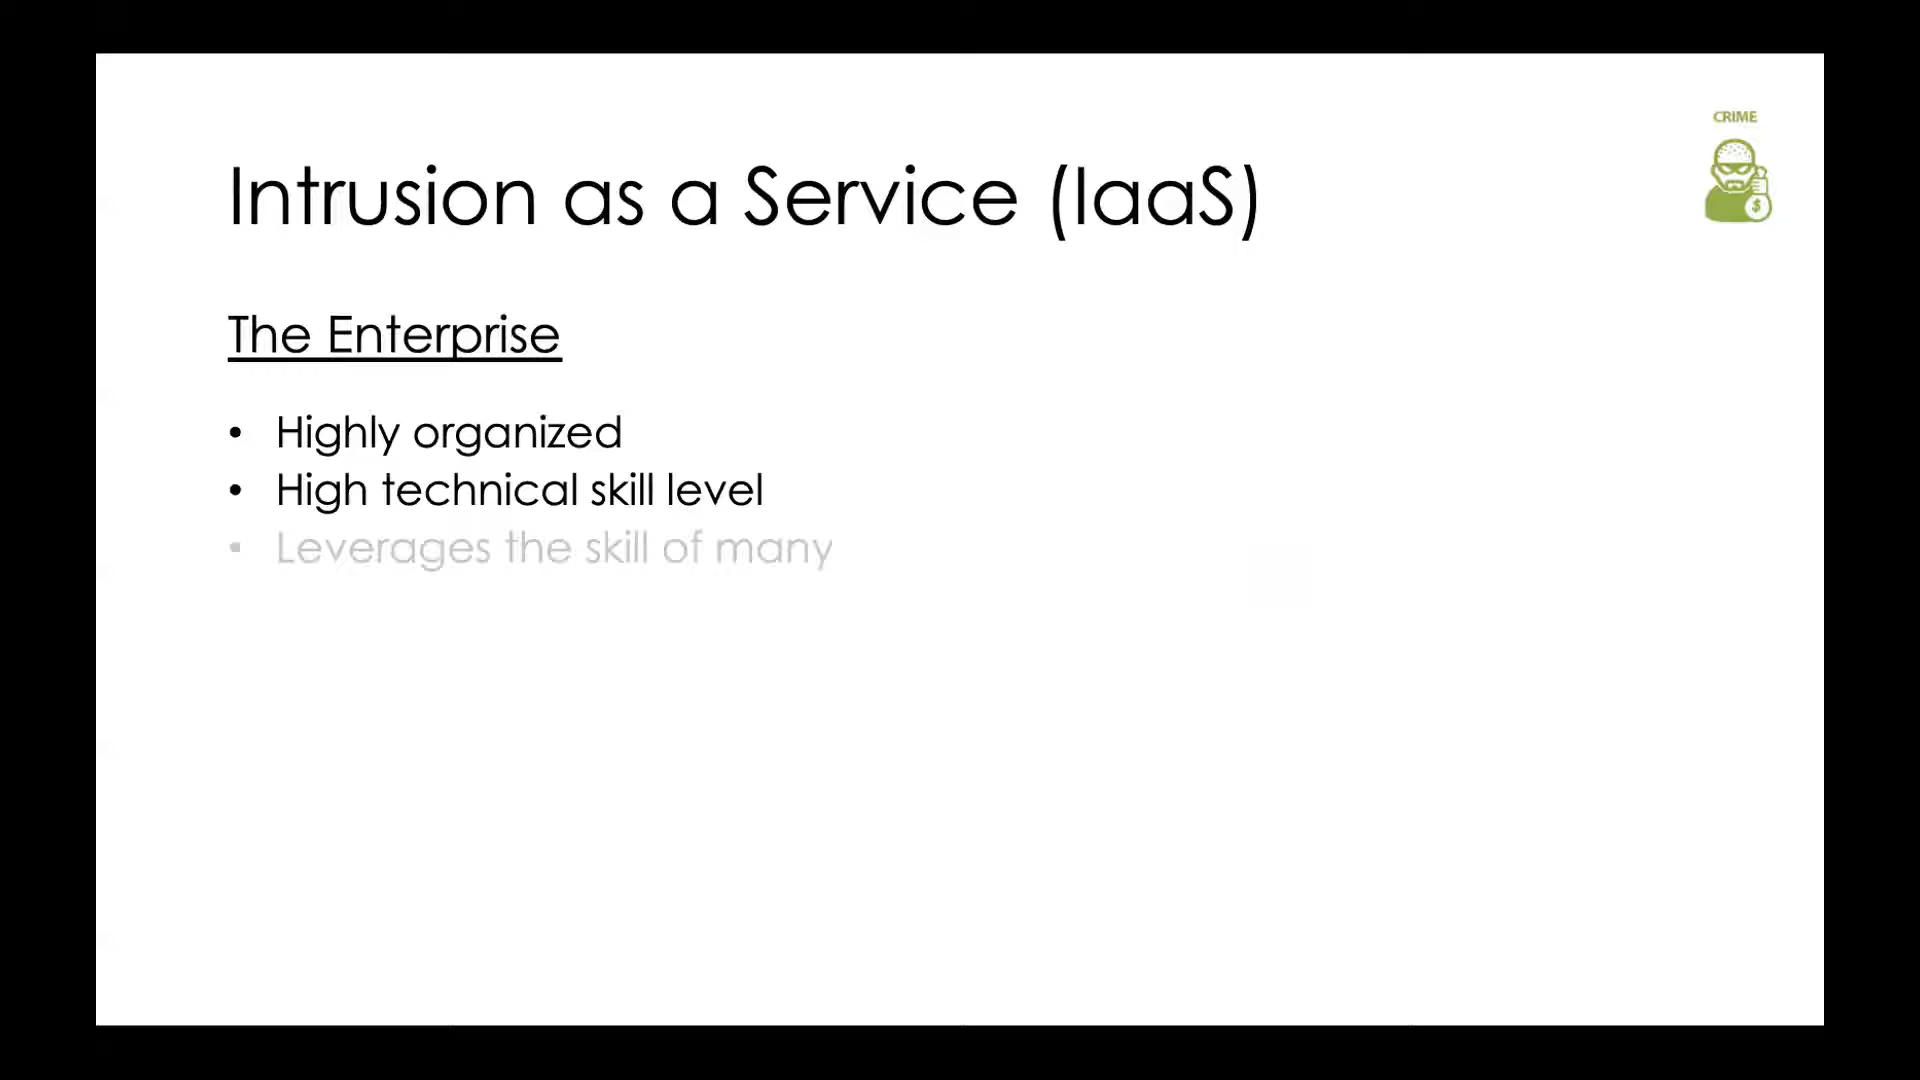 CRIME
Intrusion as a Service (IaaS)
$
The Enterprise
• Highly organized
• High technical skill level
▪ Leverages the skill of many